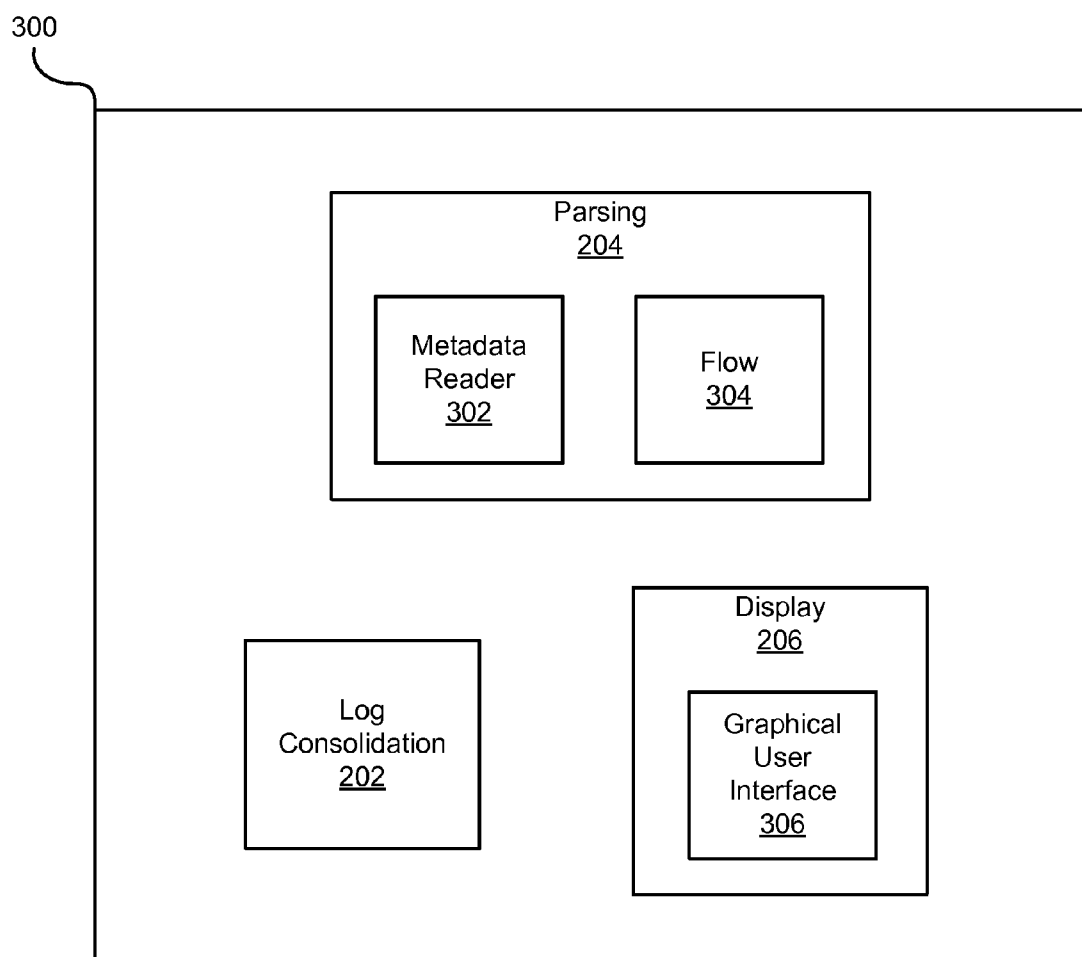 300
Parsing
204
Metadata
Reader
302
Flow
304
Log
Consolidation
202
Display
206
Graphical
User
Interface
306